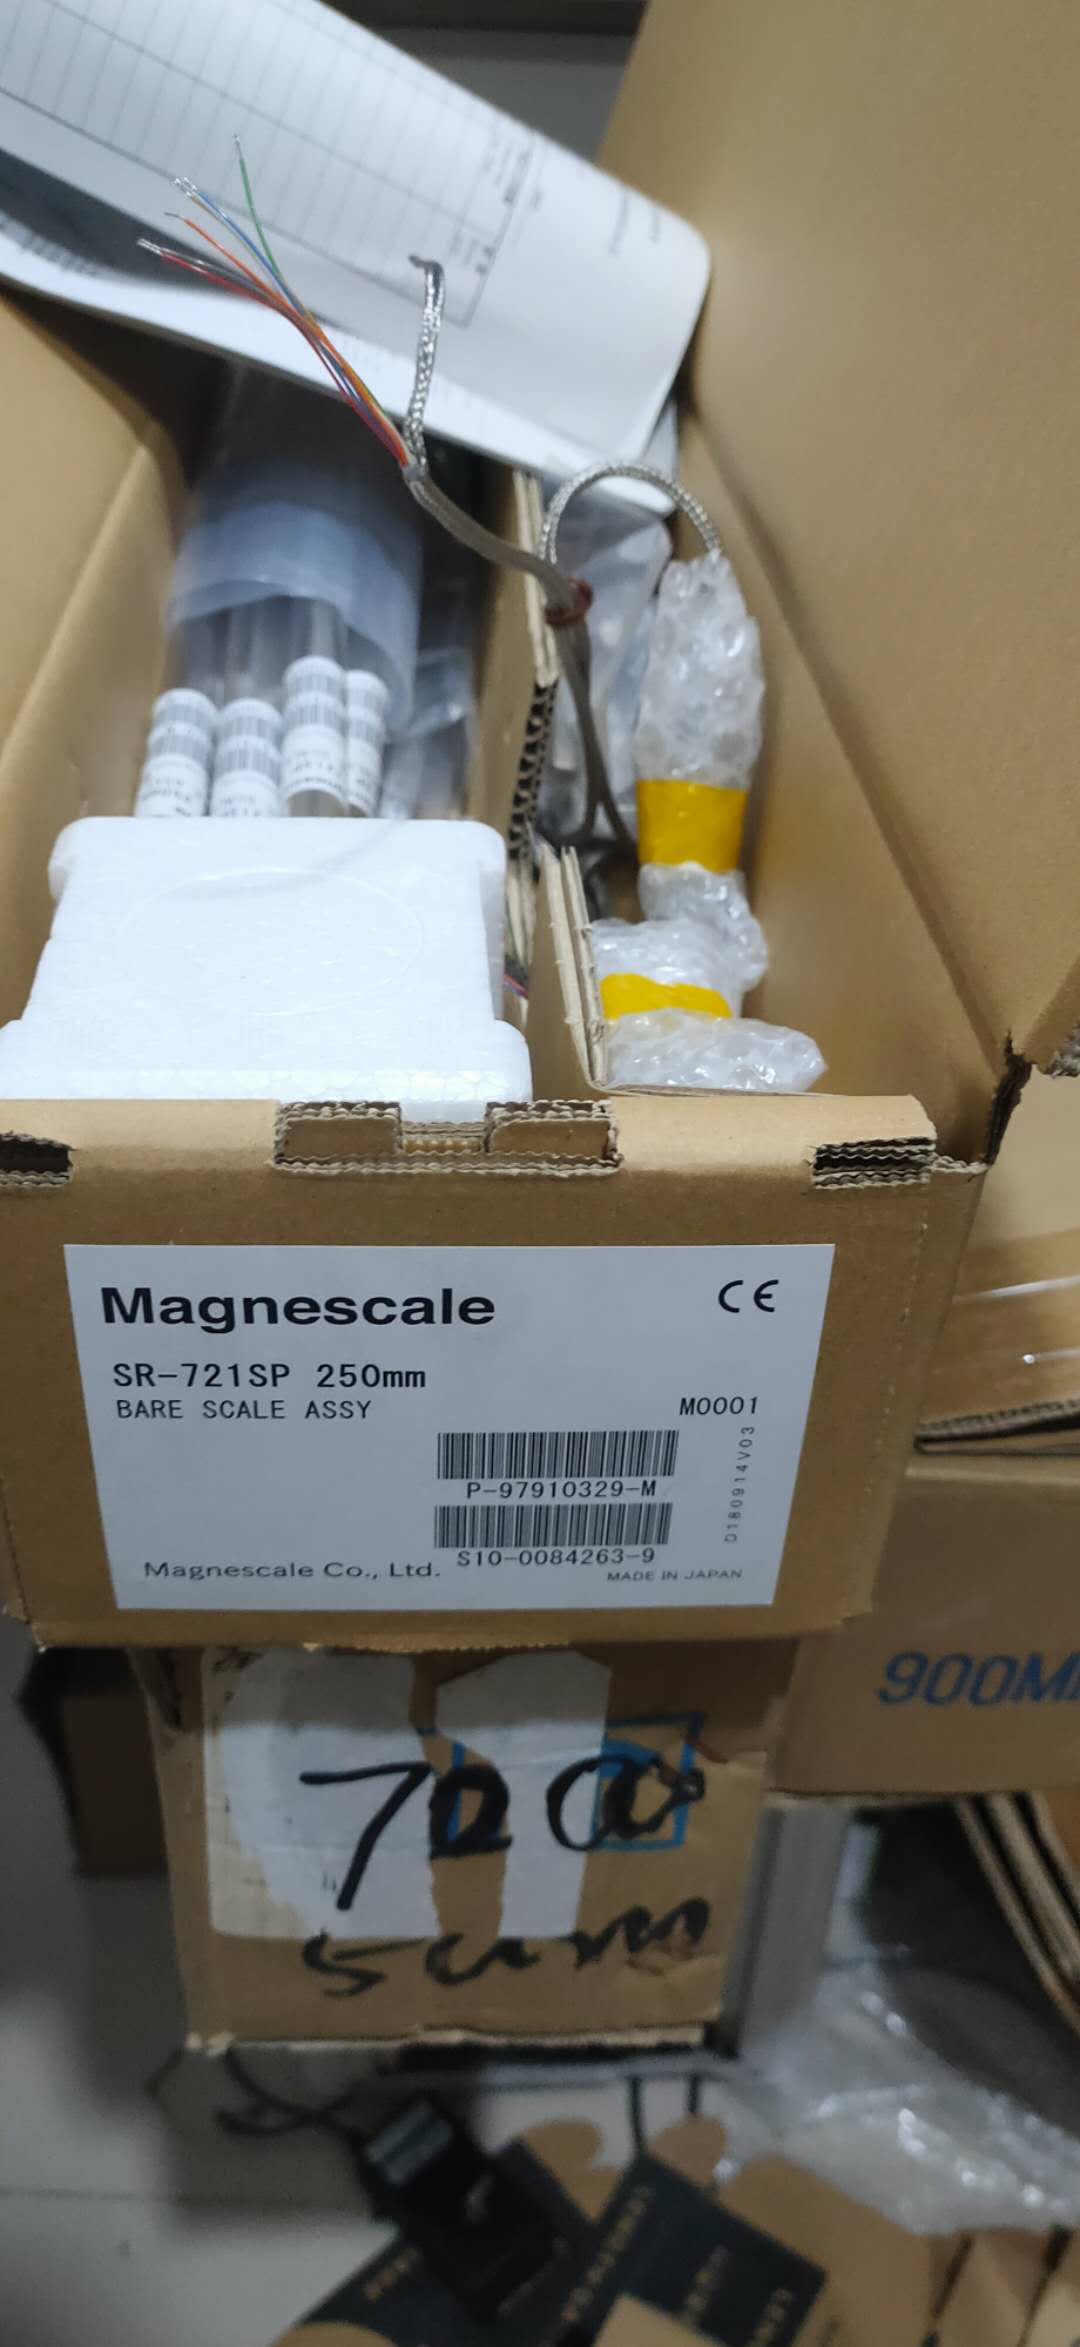 Magnescale
CE
SR-721SP 250mm
BARE SCALE ASSY
M0001
P-97910329-M
D180914V03
S10-0084263-9
Magnescale Co., Ltd.
MADE IN JAPAN
900M
700
500mm